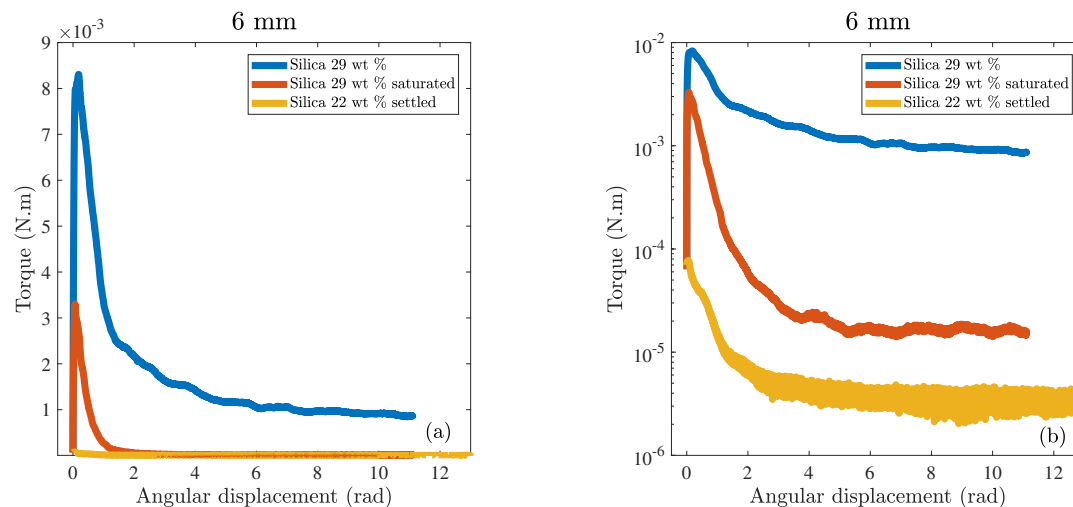 6 mm
×10⁻³
9
8
7
6
5
4
3
2
1
Torque (N.m)
Silica 29 wt %
Silica 29 wt % saturated
Silica 22 wt % settled
(a)
0 2 4 6 8 10 12
Angular displacement (rad)
6 mm
10⁻²
10⁻³
10⁻⁴
10⁻⁵
10⁻⁶
Torque (N.m)
Silica 29 wt %
Silica 29 wt % saturated
Silica 22 wt % settled
(b)
0 2 4 6 8 10 12
Angular displacement (rad)